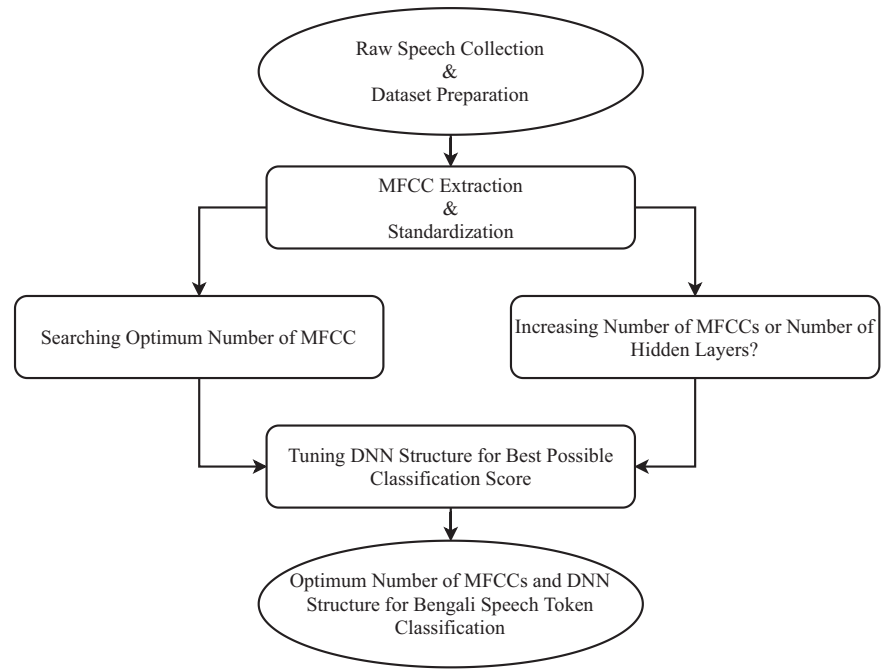 Raw Speech Collection
&
Dataset Preparation
MFCC Extraction
&
Standardization
Searching Optimum Number of MFCC
Increasing Number of MFCCs or Number of
Hidden Layers?
Tuning DNN Structure for Best Possible
Classification Score
Optimum Number of MFCCs and DNN
Structure for Bengali Speech Token
Classification